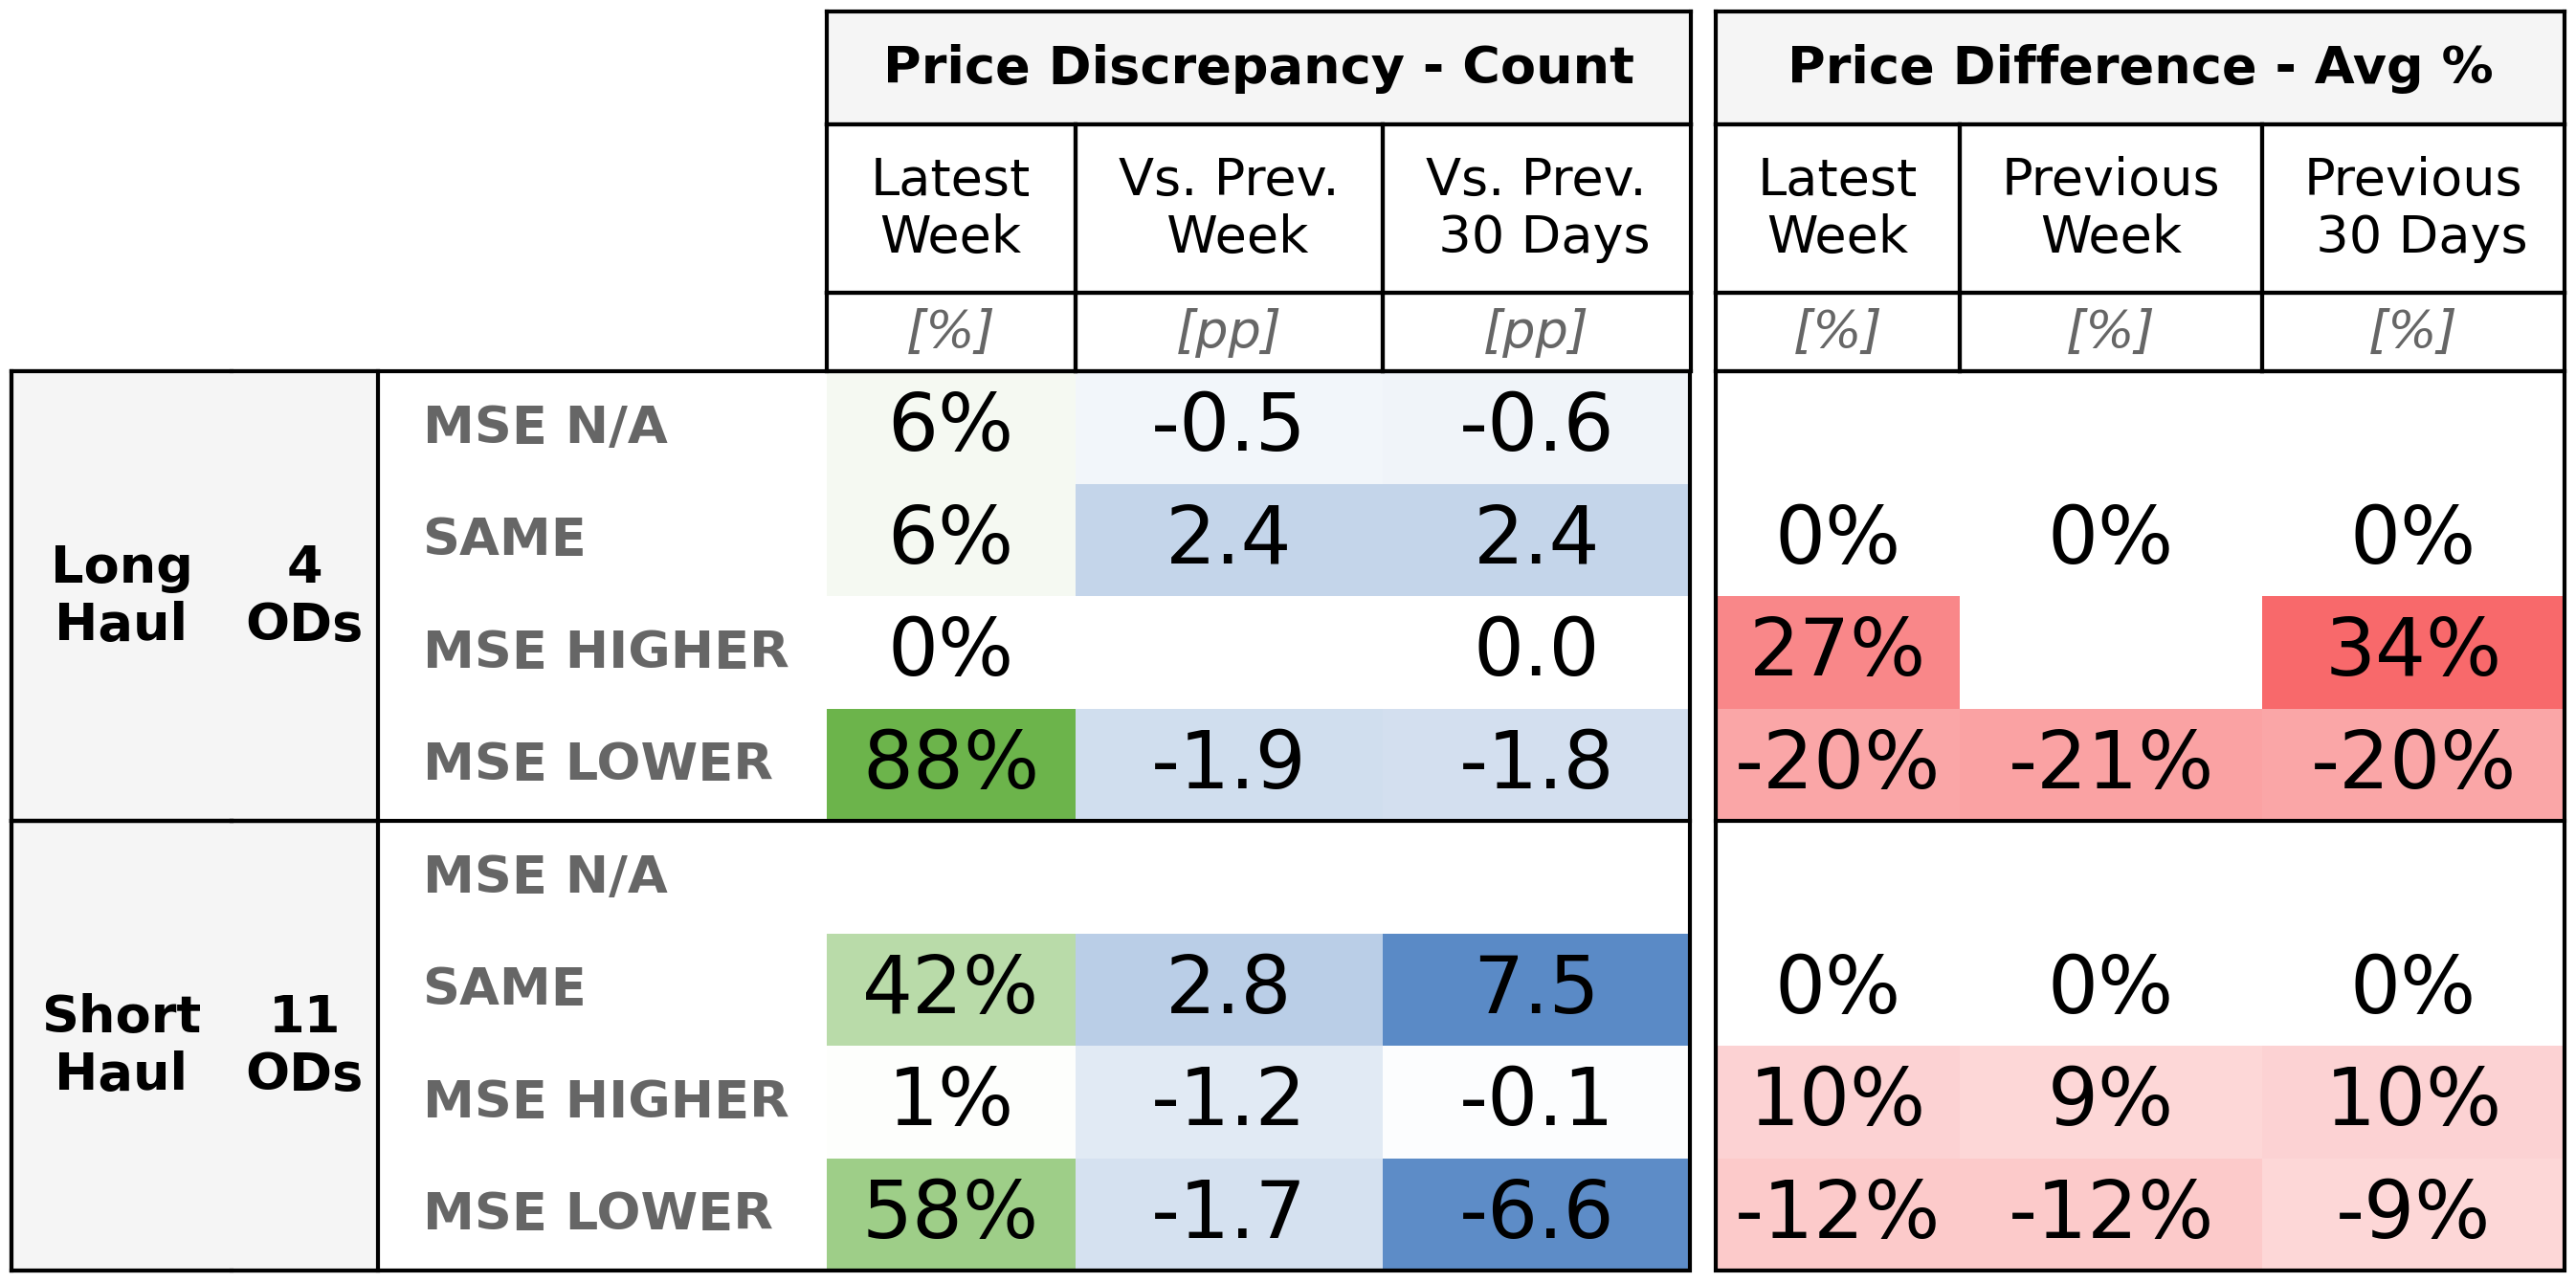 Price Discrepancy - Count Price Difference - Avg %
Latest Week Vs. Prev. Week Vs. Prev. 30 Days Latest Week Previous Week Previous 30 Days
[%] [pp] [pp] [%] [%] [%]
Long Haul 4 ODs
MSE N/A 6% -0.5 -0.6
SAME 6% 2.4 2.4 0% 0% 0%
MSE HIGHER 0% 0.0 27% 34%
MSE LOWER 88% -1.9 -1.8 -20% -21% -20%
Short Haul 11 ODs
MSE N/A
SAME 42% 2.8 7.5 0% 0% 0%
MSE HIGHER 1% -1.2 -0.1 10% 9% 10%
MSE LOWER 58% -1.7 -6.6 -12% -12% -9%